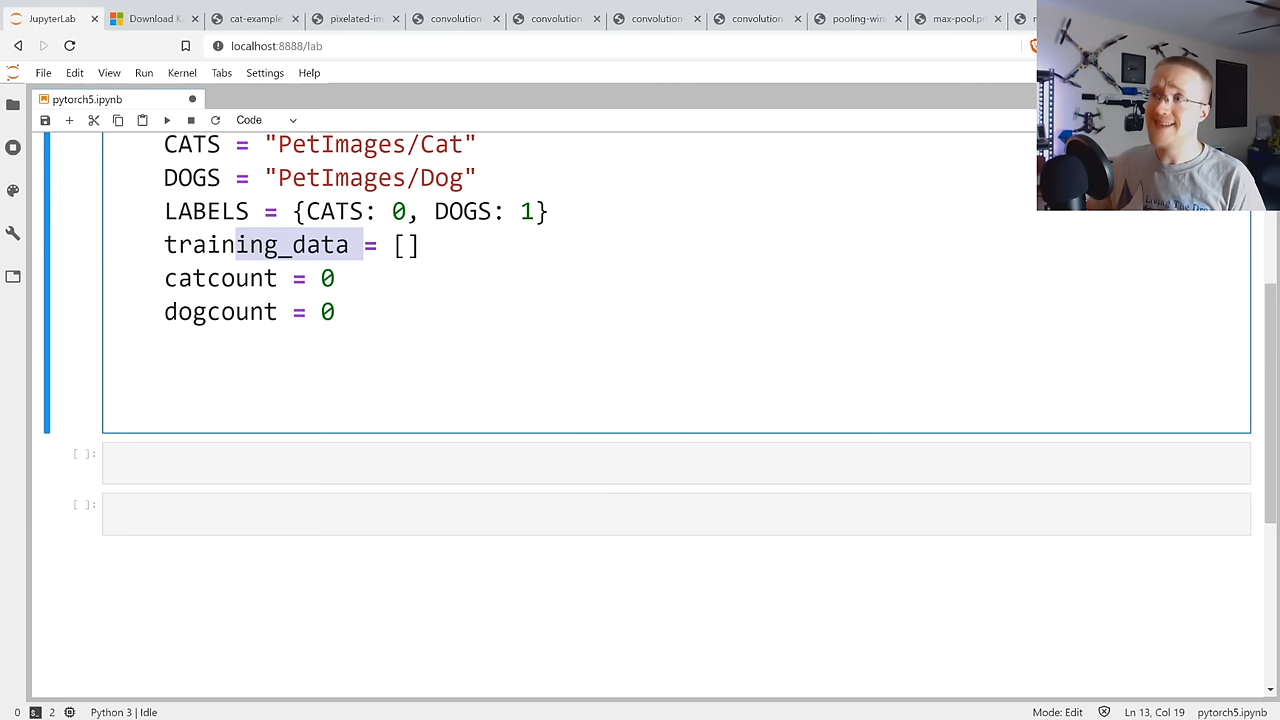 JupyterLab
Download K
cat-example
pixelated-im
convolution
convolution
convolution
convolution
pooling-win
max-pool.p
localhost:8888/lab
File Edit View Run Kernel Tabs Settings Help
pytorch5.ipynb
Code
CATS = "PetImages/Cat"
DOGS = "PetImages/Dog"
LABELS = {CATS: 0, DOGS: 1}
training_data = []
catcount = 0
dogcount = 0
[ ]:
[ ]:
Living The Dre
0 2 Python 3 | Idle Mode: Edit Ln 13, Col 19 pytorch5.ipynb